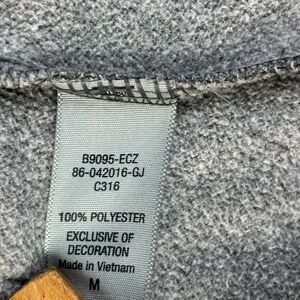 B9095-ECZ
86-042016-GJ
C316
100% POLYESTER
EXCLUSIVE OF
DECORATION
Made in Vietnam
M